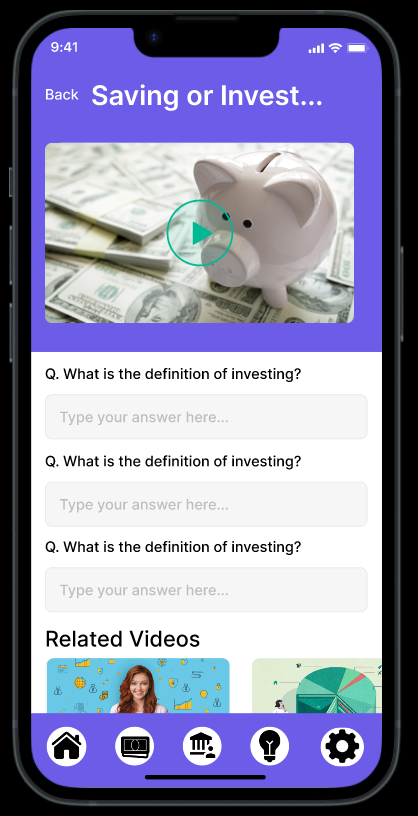 9:41
Back Saving or Invest...
Q. What is the definition of investing?
Type your answer here...
Q. What is the definition of investing?
Type your answer here...
Q. What is the definition of investing?
Type your answer here...
Related Videos